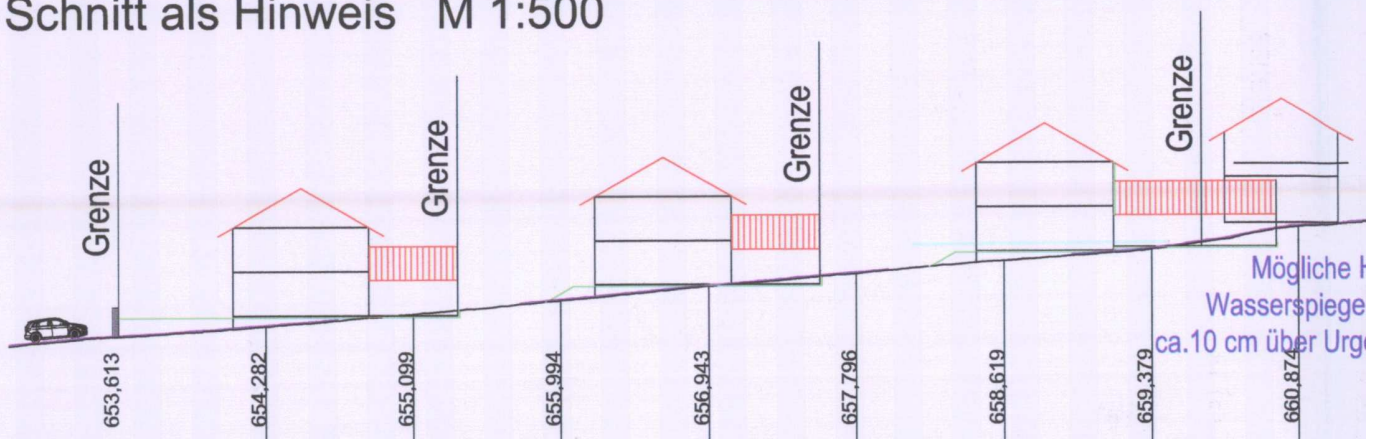 Schnitt als Hinweis M 1:500
Grenze
Grenze
Grenze
Grenze
Mögliche
Wasserspiege
ca.10 cm über Urge
653,613
654,282
655,099
655,994
656,943
657,796
658,619
659,379
660,874